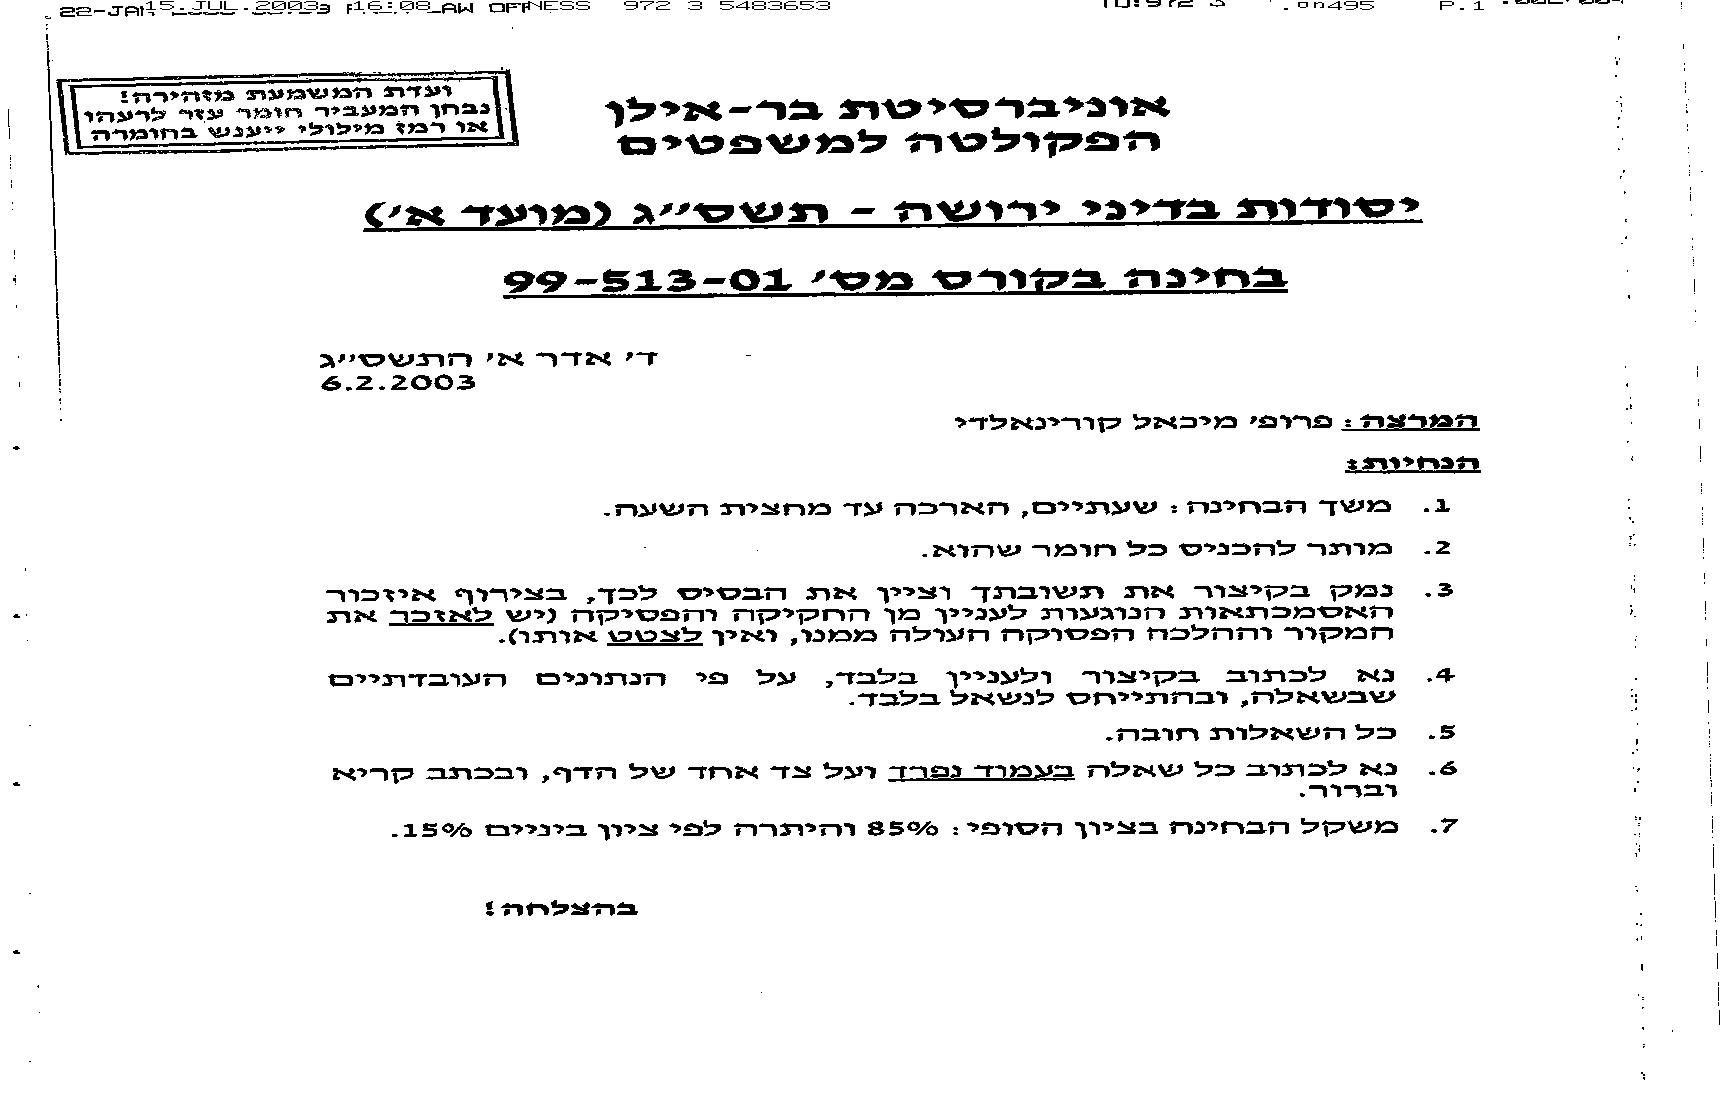 15.JUL.2003 16:08 972 3 5483653 P.1
ועדת המשמעת מזהירה!
נבחן המעביר חומר עזר לרעהו
או רמז מילולי ייענש בחומרה
אוניברסיטת בר-אילן
הפקולטה למשפטים
יסודות בדיני ירושה - תשס״ג (מועד א׳)
בחינה בקורס מס׳ 99-513-01
ד׳ אדר א׳ התשס״ג
6.2.2003
המרצה: פרופ׳ מיכאל קורינאלדי
הנחיות:
1. משך הבחינה: שעתיים, הארכה עד מחצית השעה.
2. מותר להכניס כל חומר שהוא.
3. נמק בקיצור את תשובתך וציין את הבסיס לכך, בצירוף איזכור
האסמכתאות הנוגעות לעניין מן החקיקה והפסיקה (יש לאזכר את
המקור וההלכה הפסוקה העולה ממנו, ואין לצטט אותו).
4. נא לכתוב בקיצור ולעניין בלבד, על פי הנתונים העובדתיים
שבשאלה, ובהתייחס לנשאל בלבד.
5. כל השאלות חובה.
6. נא לכתוב כל שאלה בעמוד נפרד ועל צד אחד של הדף, ובכתב קריא
וברור.
7. משקל הבחינה בציון הסופי: 85% והיתרה לפי ציון ביניים 15%.
בהצלחה!